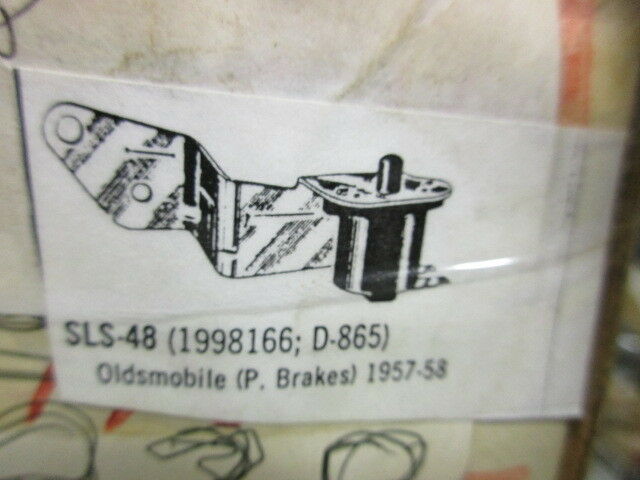 SLS-48 (1998166; D-865)
Oldsmobile (P. Brakes) 1957-58